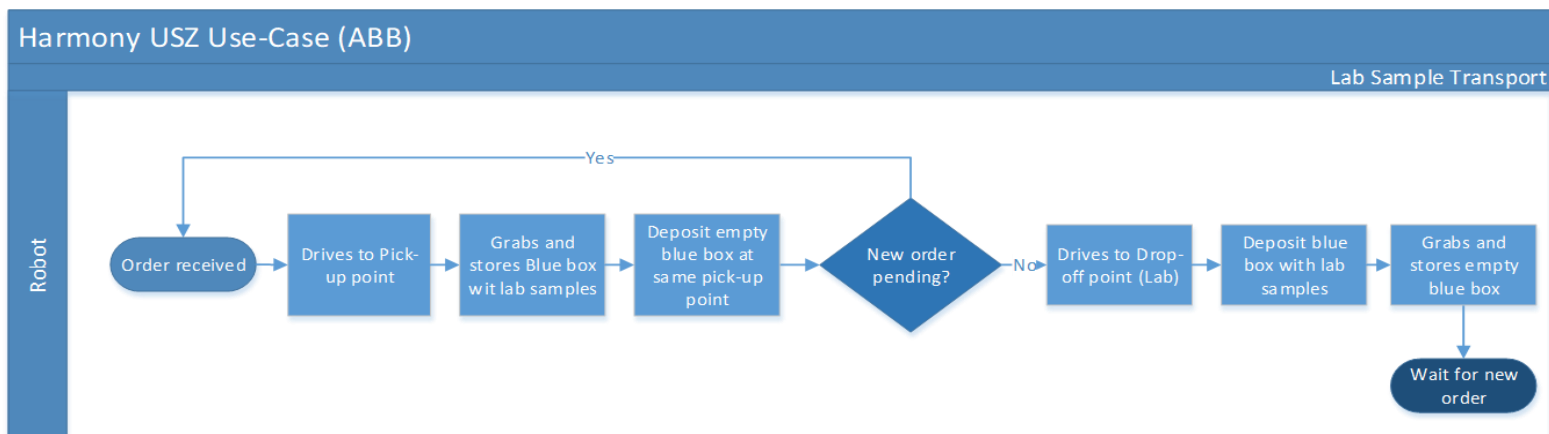 Harmony USZ Use-Case (ABB)
Lab Sample Transport
Robot
Yes
Order received
Drives to Pick-
up point
Grabs and
stores Blue box
wit lab samples
Deposit empty
blue box at
same pick-up
point
New order
pending?
No
Drives to Drop-
off point (Lab)
Deposit blue
box with lab
samples
Grabs and
stores empty
blue box
Wait for new
order